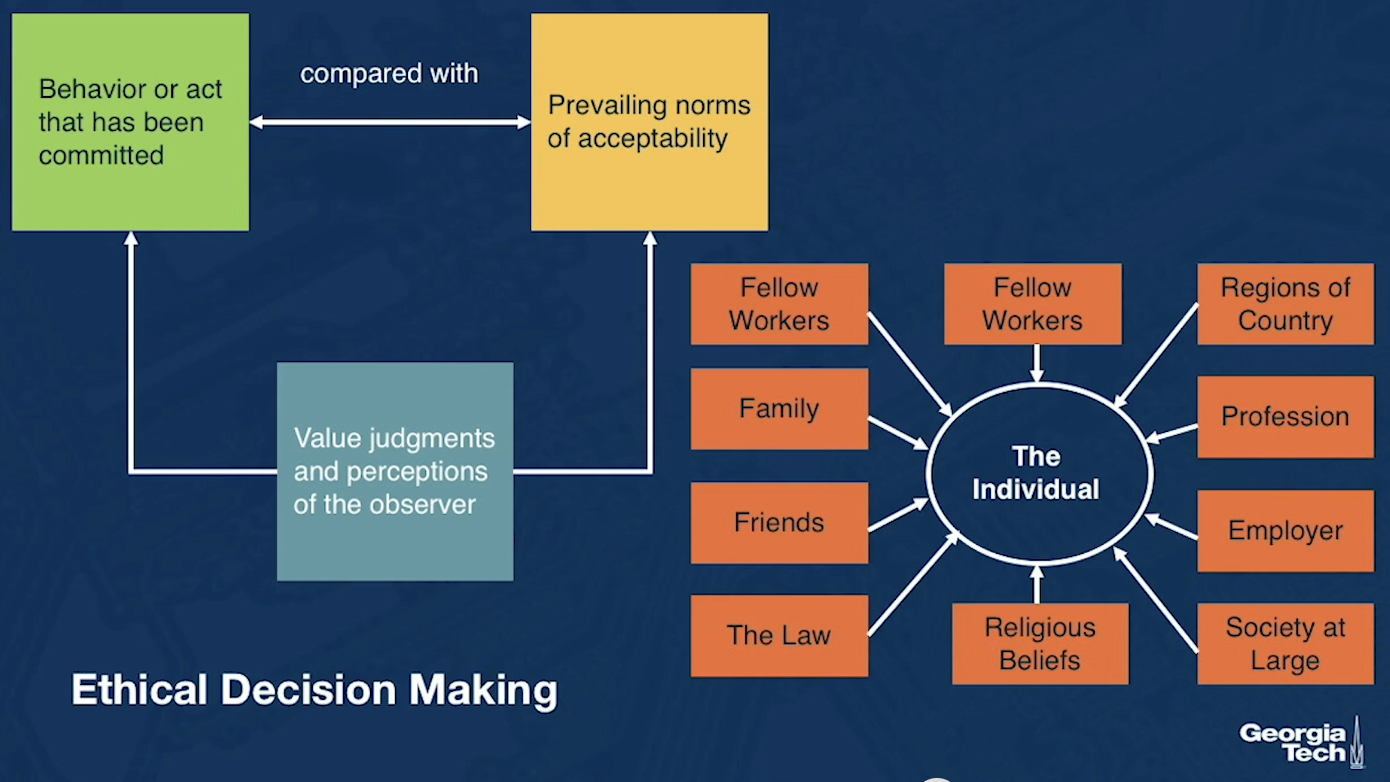 Behavior or act
that has been
committed
compared with
Prevailing norms
of acceptability
Value judgments
and perceptions
of the observer
Fellow
Workers
Fellow
Workers
Regions of
Country
Family
Profession
The
Individual
Friends
Employer
The Law
Religious
Beliefs
Society at
Large
Ethical Decision Making
Georgia
Tech